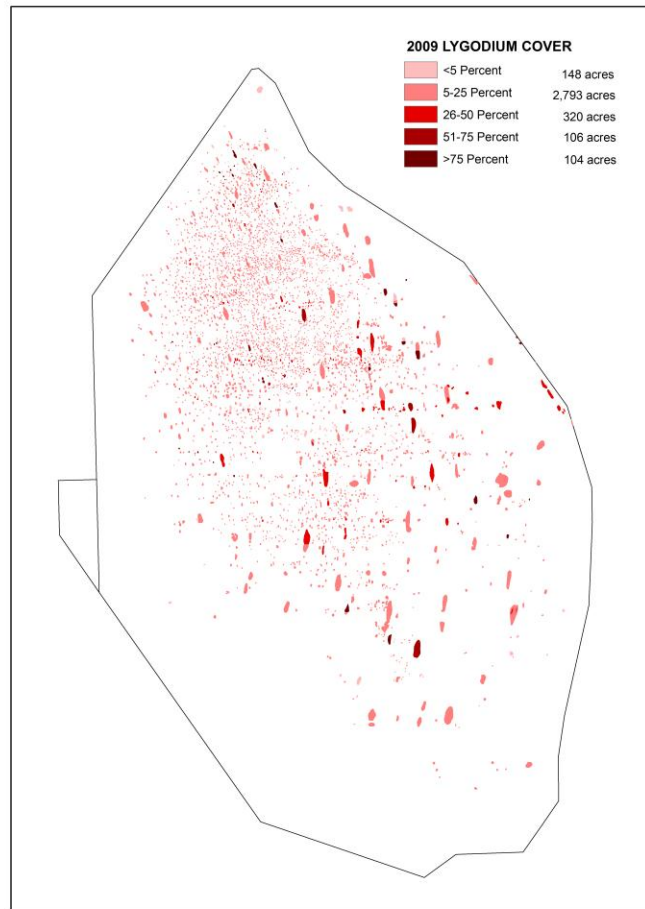 2009 LYGODIUM COVER
<5 Percent 148 acres
5-25 Percent 2,793 acres
26-50 Percent 320 acres
51-75 Percent 106 acres
>75 Percent 104 acres